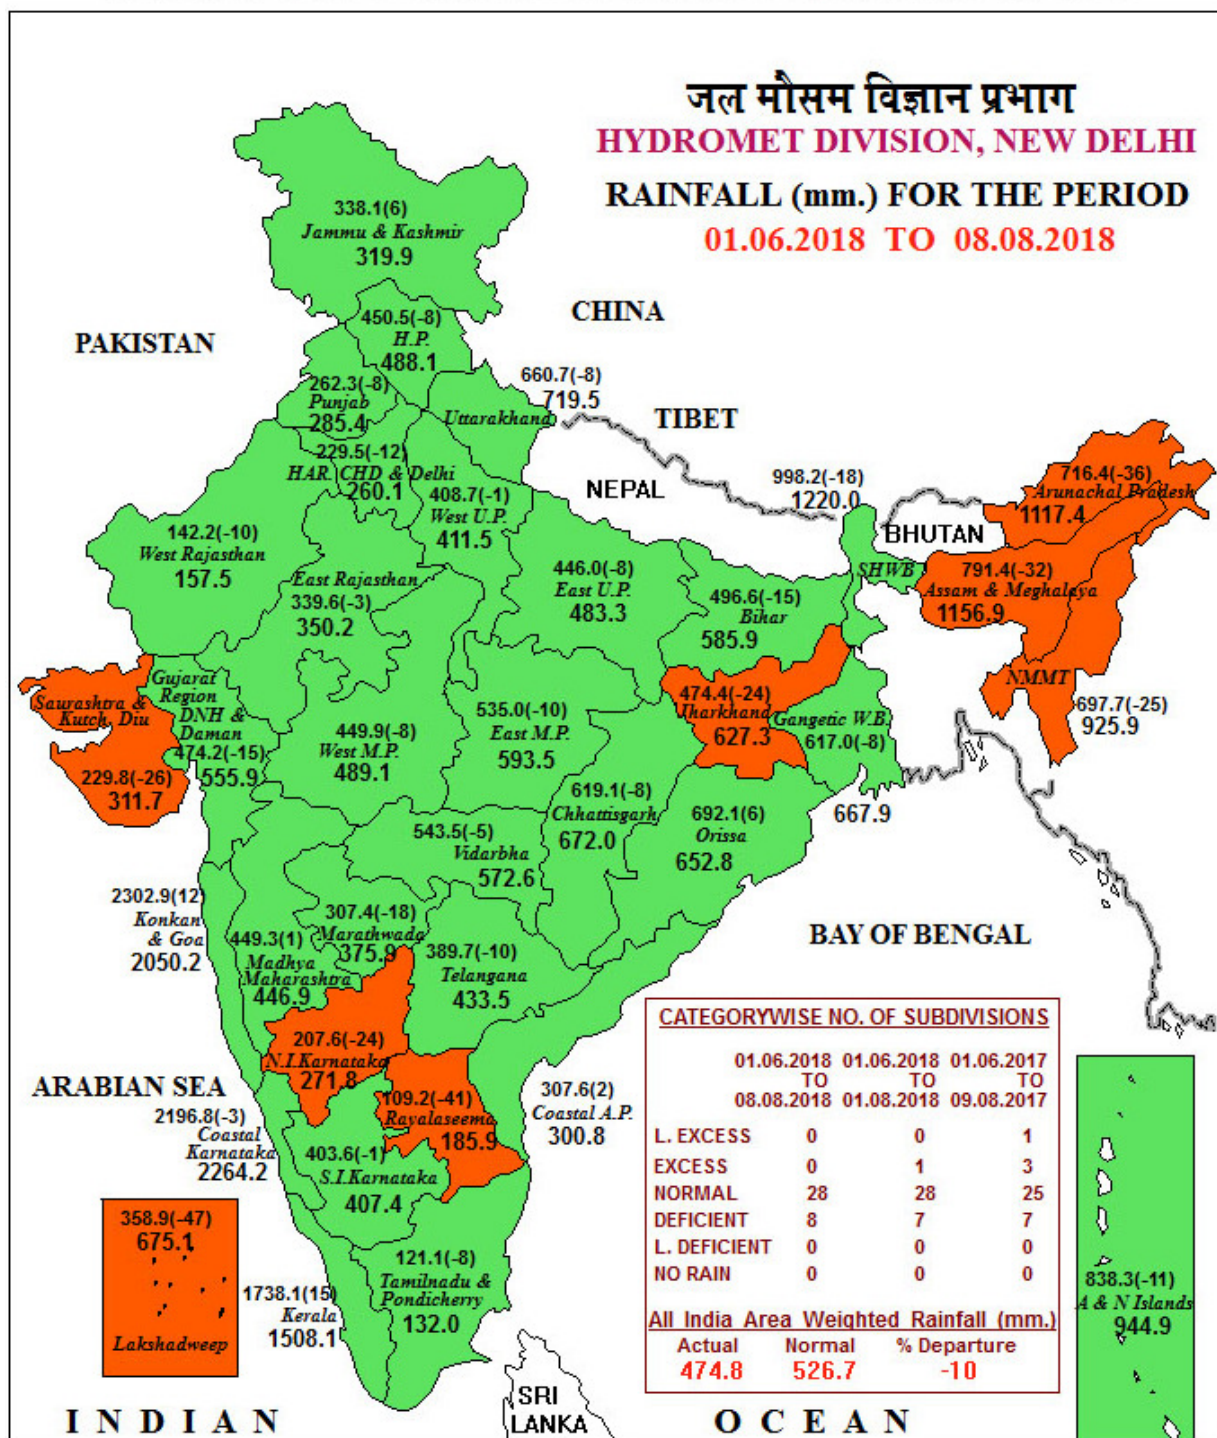 जल मौसम विज्ञान प्रभाग
HYDROMET DIVISION, NEW DELHI
RAINFALL (mm.) FOR THE PERIOD
01.06.2018 TO 08.08.2018
338.1(6)
Jammu & Kashmir
319.9
CHINA
PAKISTAN
450.5(-8)
H.P.
488.1
262.3(-8)
Punjab
285.4
660.7(-8)
719.5
Uttarakhand
TIBET
229.5(-12)
HAR. CHD & Delhi
260.1
408.7(-1)
West U.P.
411.5
NEPAL
998.2(-18)
1220.0
SHWB
BHUTAN
716.4(-36)
Arunachal Pradesh
1117.4
142.2(-10)
West Rajasthan
157.5
East Rajasthan
339.6(-3)
350.2
446.0(-8)
East U.P.
483.3
496.6(-15)
Bihar
585.9
791.4(-32)
Assam & Meghalaya
1156.9
NMMT
697.7(-25)
925.9
Saurashtra &
Kutch, Diu
229.8(-26)
311.7
Gujarat
Region
DNH &
Daman
474.2(-15)
555.9
449.9(-8)
West M.P.
489.1
535.0(-10)
East M.P.
593.5
474.4(-24)
Jharkhand
627.3
Gangetic W.B.
617.0(-8)
667.9
619.1(-8)
Chhattisgarh
672.0
692.1(6)
Orissa
652.8
543.5(-5)
Vidarbha
572.6
2302.9(12)
Konkan
& Goa
2050.2
449.3(1)
Madhya
Maharashtra
446.9
307.4(-18)
Marathwada
375.9
389.7(-10)
Telangana
433.5
BAY OF BENGAL
207.6(-24)
N.I.Karnataka
271.8
ARABIAN SEA
109.2(-41)
Rayalaseema
185.9
307.6(2)
Coastal A.P.
300.8
2196.8(-3)
Coastal
Karnataka
2264.2
403.6(-1)
S.I.Karnataka
407.4
358.9(-47)
675.1
Lakshadweep
1738.1(15)
Kerala
1508.1
121.1(-8)
Tamilnadu &
Pondicherry
132.0
838.3(-11)
A & N Islands
944.9
CATEGORYWISE NO. OF SUBDIVISIONS
01.06.2018 01.06.2018 01.06.2017
TO TO TO
08.08.2018 01.08.2018 09.08.2017
L. EXCESS 0 0 1
EXCESS 0 1 3
NORMAL 28 28 25
DEFICIENT 8 7 7
L. DEFICIENT 0 0 0
NO RAIN 0 0 0
All India Area Weighted Rainfall (mm.)
Actual Normal % Departure
474.8 526.7 -10
SRI
LANKA
INDIAN OCEAN